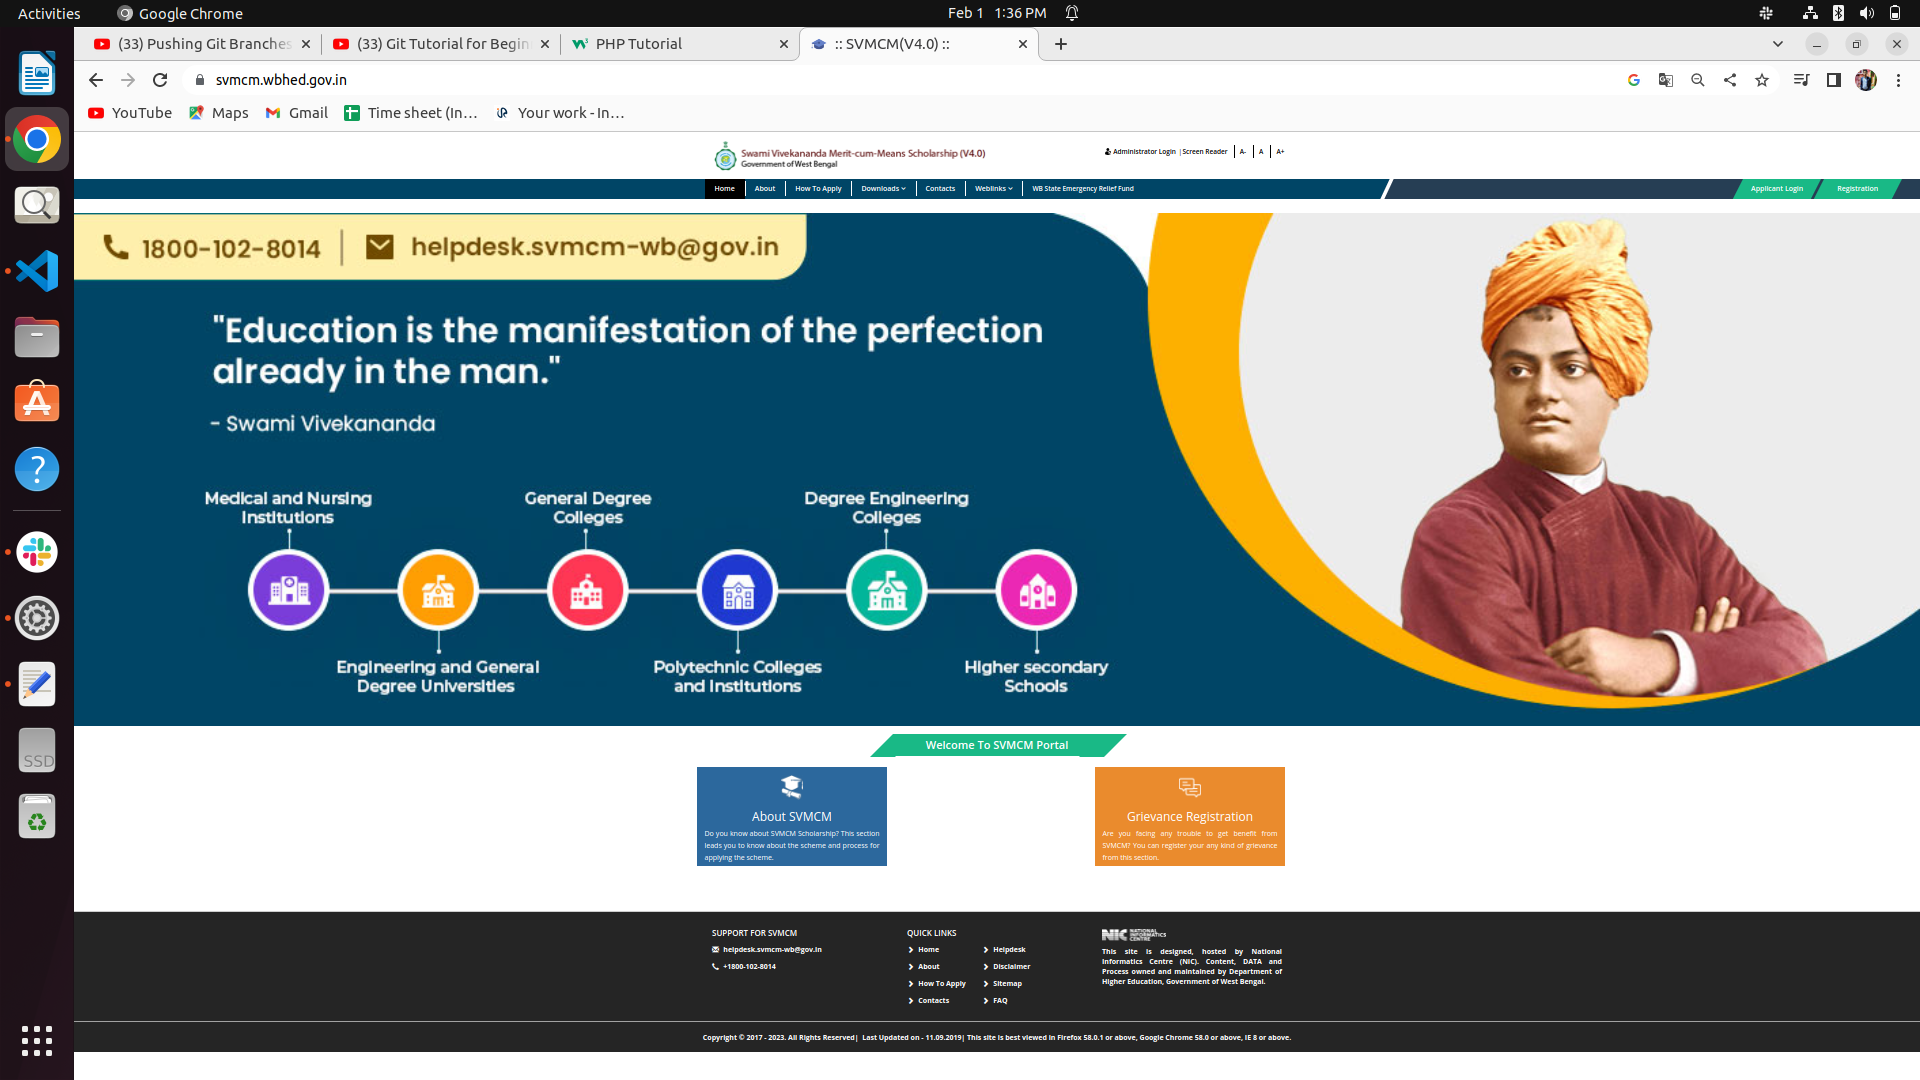 Activities
Google Chrome
Feb 1 1:36 PM
(33) Pushing Git Branches
(33) Git Tutorial for Begin
PHP Tutorial
:: SVMCM(V4.0) ::
svmcm.wbhed.gov.in
YouTube
Maps
Gmail
Time sheet (In...
Your work - In...
Swami Vivekananda Merit-cum-Means Scholarship (V4.0)
Government of West Bengal
Administrator Login | Screen Reader
A-
A
A+
Home
About
How To Apply
Downloads
Contacts
Weblinks
WB State Emergency Relief Fund
Applicant Login
Registration
1800-102-8014
helpdesk.svmcm-wb@gov.in
"Education is the manifestation of the perfection
already in the man."
- Swami Vivekananda
Medical and Nursing
Institutions
General Degree
Colleges
Degree Engineering
Colleges
Engineering and General
Degree Universities
Polytechnic Colleges
and Institutions
Higher secondary
Schools
Welcome To SVMCM Portal
About SVMCM
Do you know about SVMCM Scholarship? This section
leads you to know about the scheme and process for
applying the scheme.
Grievance Registration
Are you facing any trouble to get benefit from
SVMCM? You can register your any kind of grievance
from this section.
SSD
SUPPORT FOR SVMCM
helpdesk.svmcm-wb@gov.in
+1800-102-8014
QUICK LINKS
Home
About
How To Apply
Contacts
Helpdesk
Disclaimer
Sitemap
FAQ
NIC NATIONAL
INFORMATICS
CENTRE
This site is designed, hosted by National
Informatics Centre (NIC). Content, DATA and
Process owned and maintained by Department of
Higher Education, Government of West Bengal.
Copyright © 2017 - 2023. All Rights Reserved| Last Updated on - 11.09.2019| This site is best viewed in Firefox 58.0.1 or above, Google Chrome 58.0 or above, IE 8 or above.